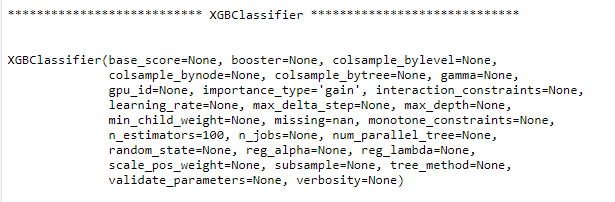 ************************** XGBClassifier ****************************
XGBClassifier(base_score=None, booster=None, colsample_bylevel=None,
colsample_bynode=None, colsample_bytree=None, gamma=None,
gpu_id=None, importance_type='gain', interaction_constraints=None,
learning_rate=None, max_delta_step=None, max_depth=None,
min_child_weight=None, missing=nan, monotone_constraints=None,
n_estimators=100, n_jobs=None, num_parallel_tree=None,
random_state=None, reg_alpha=None, reg_lambda=None,
scale_pos_weight=None, subsample=None, tree_method=None,
validate_parameters=None, verbosity=None)